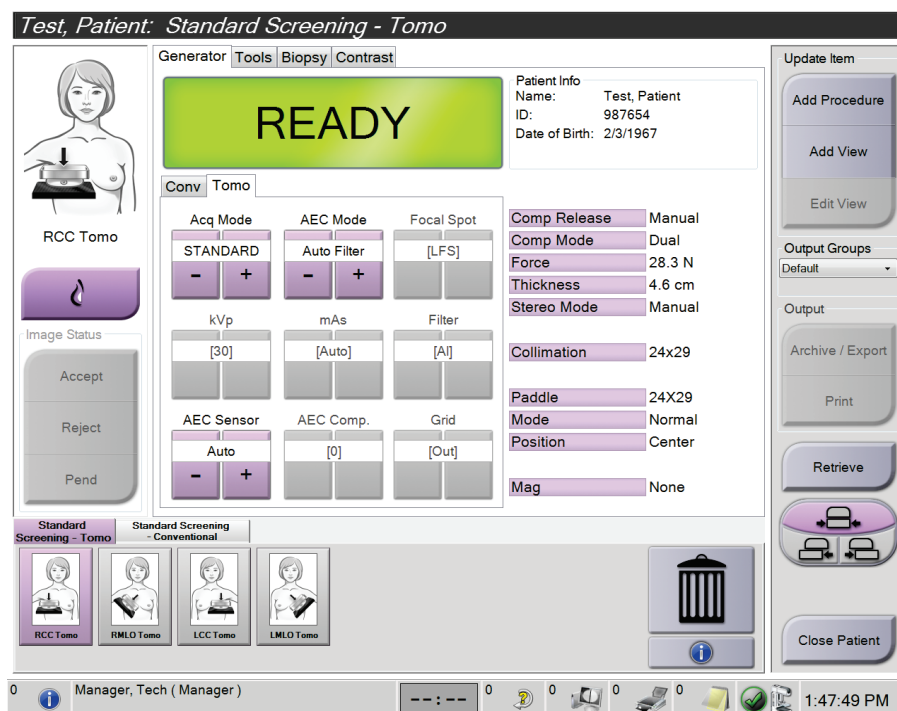 Test, Patient: Standard Screening - Tomo
Generator Tools Biopsy Contrast
READY
Patient Info
Name: Test, Patient
ID: 987654
Date of Birth: 2/3/1967
RCC Tomo
Image Status
Accept
Reject
Pend
Conv Tomo
Acq Mode AEC Mode Focal Spot
STANDARD Auto Filter [LFS]
- + - +
kVp mAs Filter
[30] [Auto] [Al]
AEC Sensor AEC Comp. Grid
Auto [0] [Out]
- +
Comp Release Manual
Comp Mode Dual
Force 28.3 N
Thickness 4.6 cm
Stereo Mode Manual
Collimation 24x29
Paddle 24X29
Mode Normal
Position Center
Mag None
Update Item
Add Procedure
Add View
Edit View
Output Groups
Default
Output
Archive / Export
Print
Retrieve
Close Patient
Standard
Screening - Tomo
Standard Screening
- Conventional
RCC Tomo RMLO Tomo LCC Tomo LMLO Tomo
0 Manager, Tech ( Manager ) --:-- 0 0 0 0 1:47:49 PM